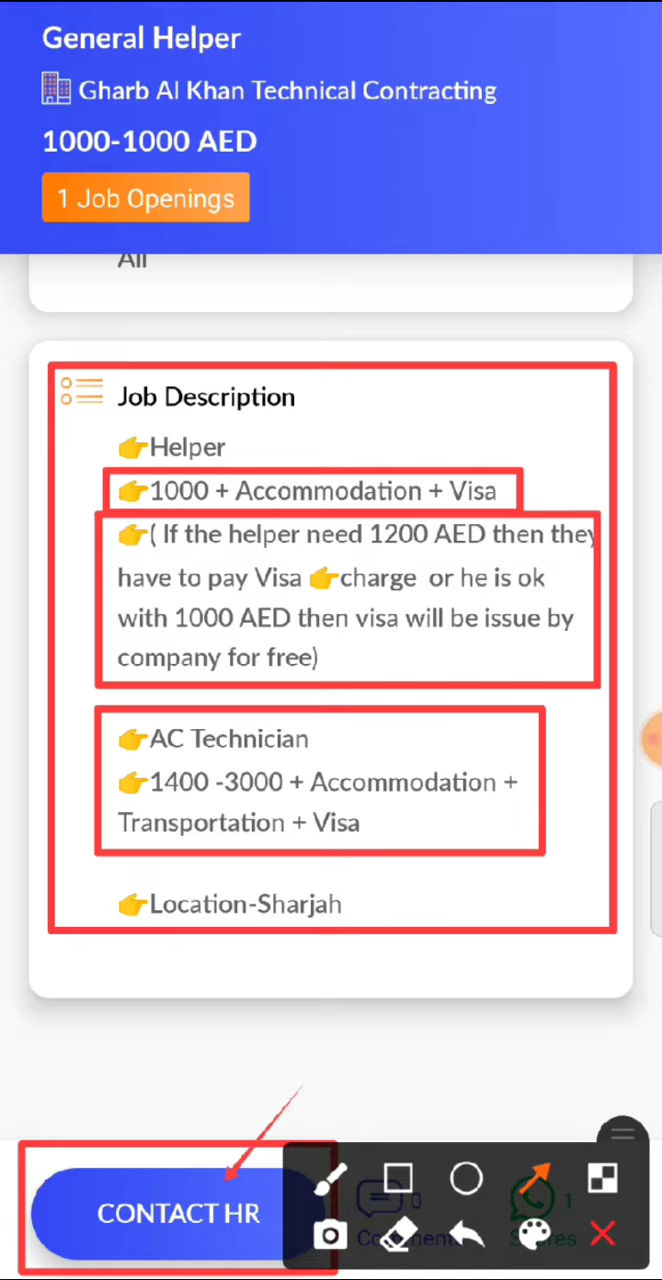 General Helper
Gharb Al Khan Technical Contracting
1000-1000 AED
1 Job Openings
All
Job Description
👉Helper
👉1000 + Accommodation + Visa
👉( If the helper need 1200 AED then they
have to pay Visa 👉charge or he is ok
with 1000 AED then visa will be issue by
company for free)
👉AC Technician
👉1400 -3000 + Accommodation +
Transportation + Visa
👉Location-Sharjah
CONTACT HR
0
1